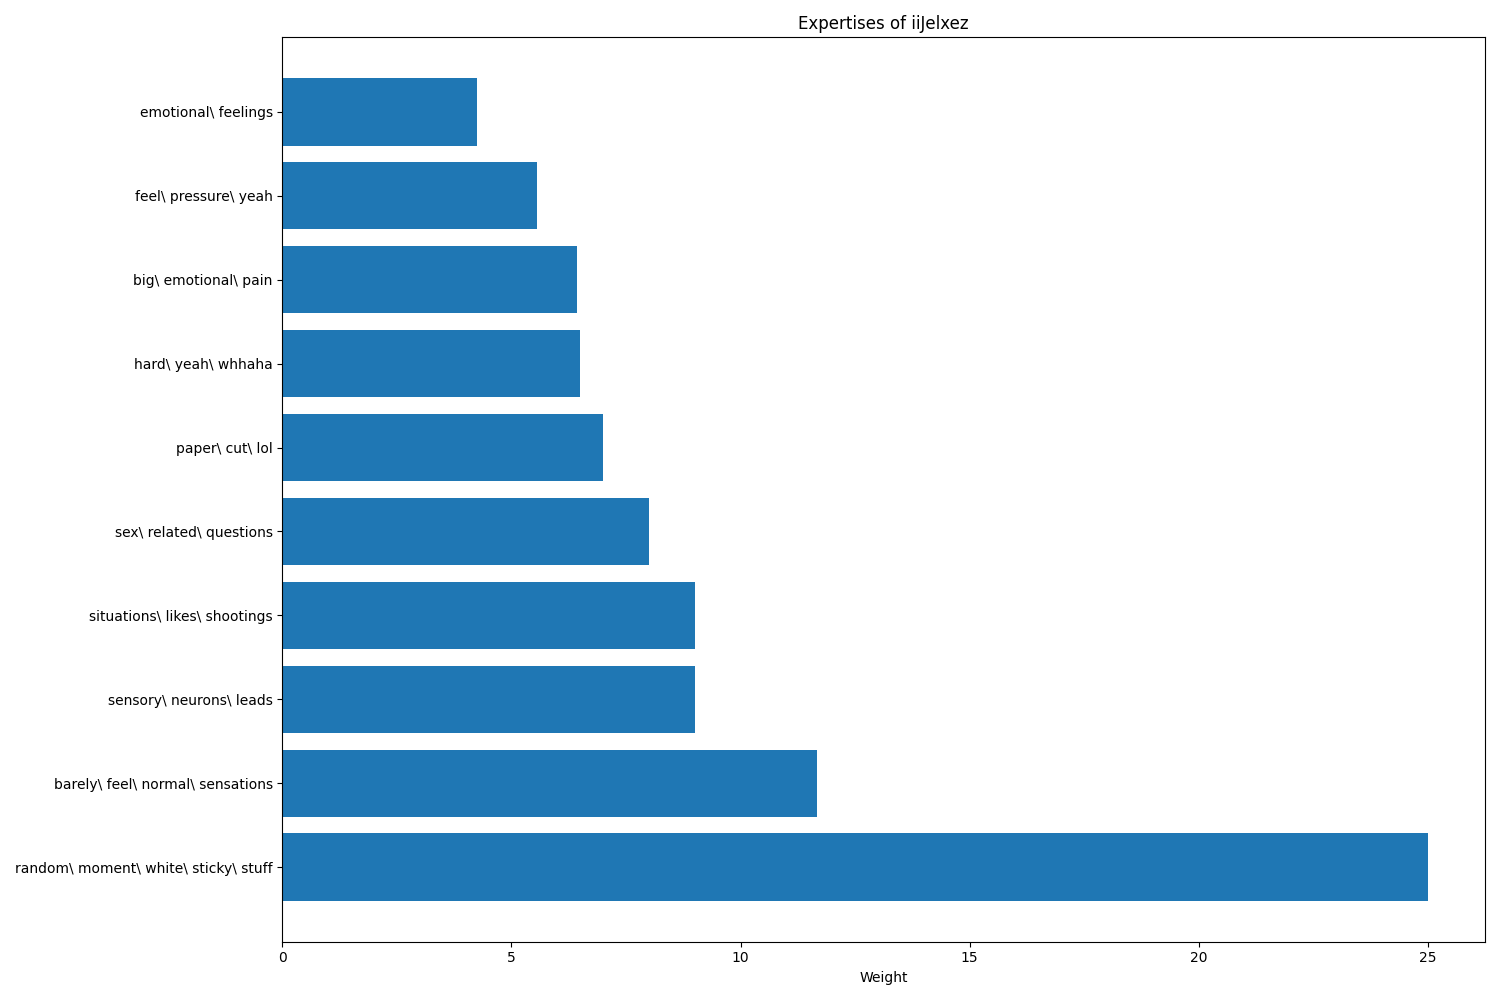 Expertises of iiJelxez
emotional\ feelings
feel\ pressure\ yeah
big\ emotional\ pain
hard\ yeah\ whhaha
paper\ cut\ lol
sex\ related\ questions
situations\ likes\ shootings
sensory\ neurons\ leads
barely\ feel\ normal\ sensations
random\ moment\ white\ sticky\ stuff
0 5 10 15 20 25
Weight